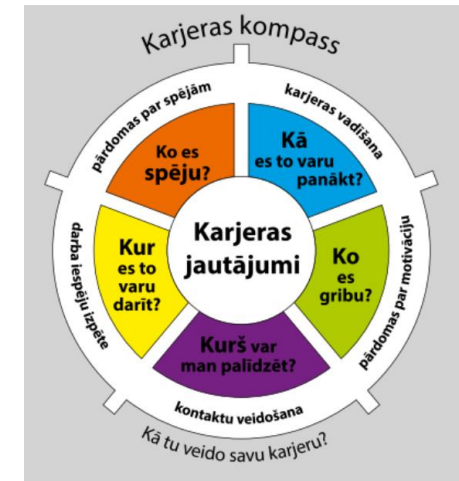 Karjeras kompass
pārdomas par spējām
karjeras vadīšana
Ko es
spēju?
Kā
es to varu
panākt?
Kur
es to
varu
darīt?
Karjeras
jautājumi
Ko
es
gribu?
darba iespēju izpēte
pārdomas par motivāciju
Kurš var
man palīdzēt?
kontaktu veidošana
Kā tu veido savu karjeru?